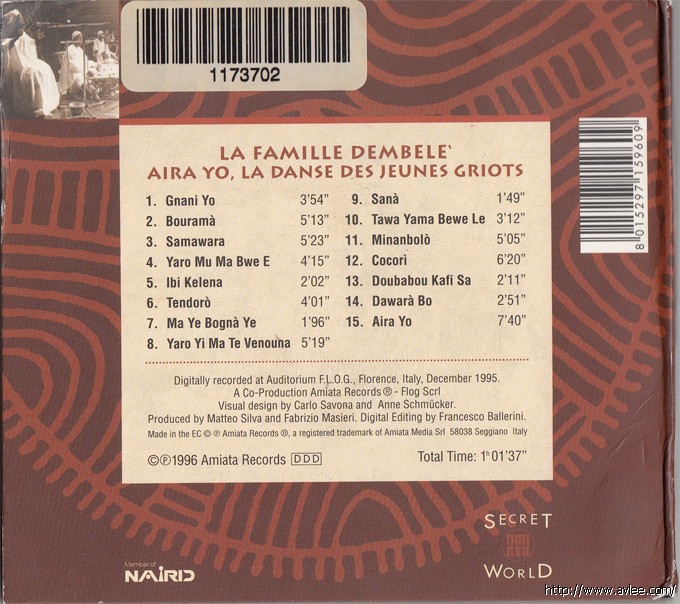 1173702
LA FAMILLE DEMBELE`
AIRA YO, LA DANSE DES JEUNES GRIOTS
1. Gnani Yo 3'54"
2. Bouramà 5'13"
3. Samawara 5'23"
4. Yaro Mu Ma Bwe E 4'15"
5. Ibi Kelena 2'02"
6. Tendorò 4'01"
7. Ma Ye Bognà Ye 1'96"
8. Yaro Yi Ma Te Venouna 5'19"
9. Sanà 1'49"
10. Tawa Yama Bewe Le 3'12"
11. Minanbolò 5'05"
12. Cocorì 6'20"
13. Doubabou Kafi Sa 2'11"
14. Dawarà Bo 2'51"
15. Aira Yo 7'40"
Digitally recorded at Auditorium F.L.O.G., Florence, Italy, December 1995.
A Co-Production Amiata Records ® - Flog Scrl
Visual design by Carlo Savona and Anne Schmücker.
Produced by Matteo Silva and Fabrizio Masieri. Digital Editing by Francesco Ballerini.
Made in the EC © ℗ Amiata Records ®, a registered trademark of Amiata Media Srl 58038 Seggiano Italy
©℗1996 Amiata Records DDD
Total Time: 1h 01'37"
8 015297 159609
SECRET
WORLD
Member of
NAIRD
http://www.avlee.com/